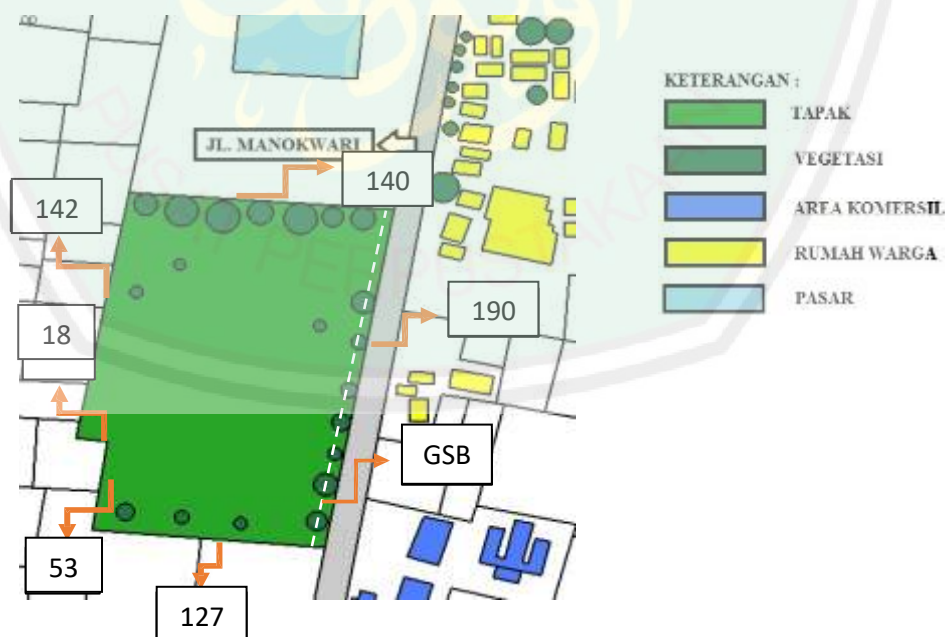 JL. MANOKWARI
140
142
18
190
GSB
53
127
KETERANGAN :
TAPAK
VEGETASI
AREA KOMERSIL
RUMAH WARGA
PASAR